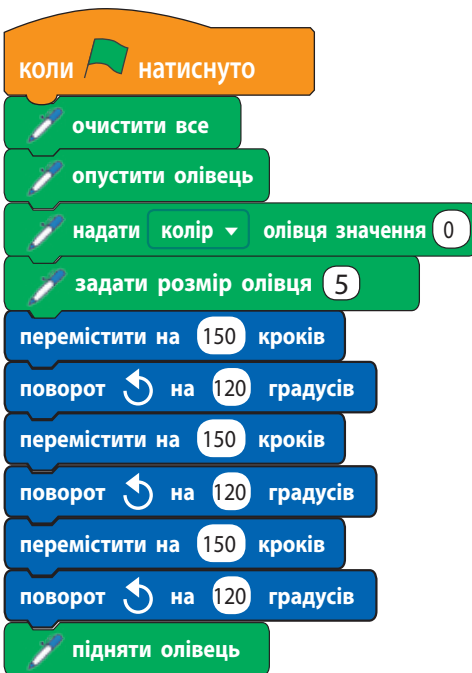 коли натиснуто
очистити все
опустити олівець
надати колір олівця значення 0
задати розмір олівця 5
перемістити на 150 кроків
поворот на 120 градусів
перемістити на 150 кроків
поворот на 120 градусів
перемістити на 150 кроків
поворот на 120 градусів
підняти олівець